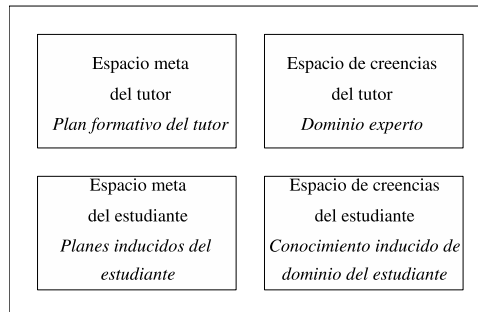 Espacio meta
del tutor
Plan formativo del tutor
Espacio de creencias
del tutor
Dominio experto
Espacio meta
del estudiante
Planes inducidos del
estudiante
Espacio de creencias
del estudiante
Conocimiento inducido de
dominio del estudiante